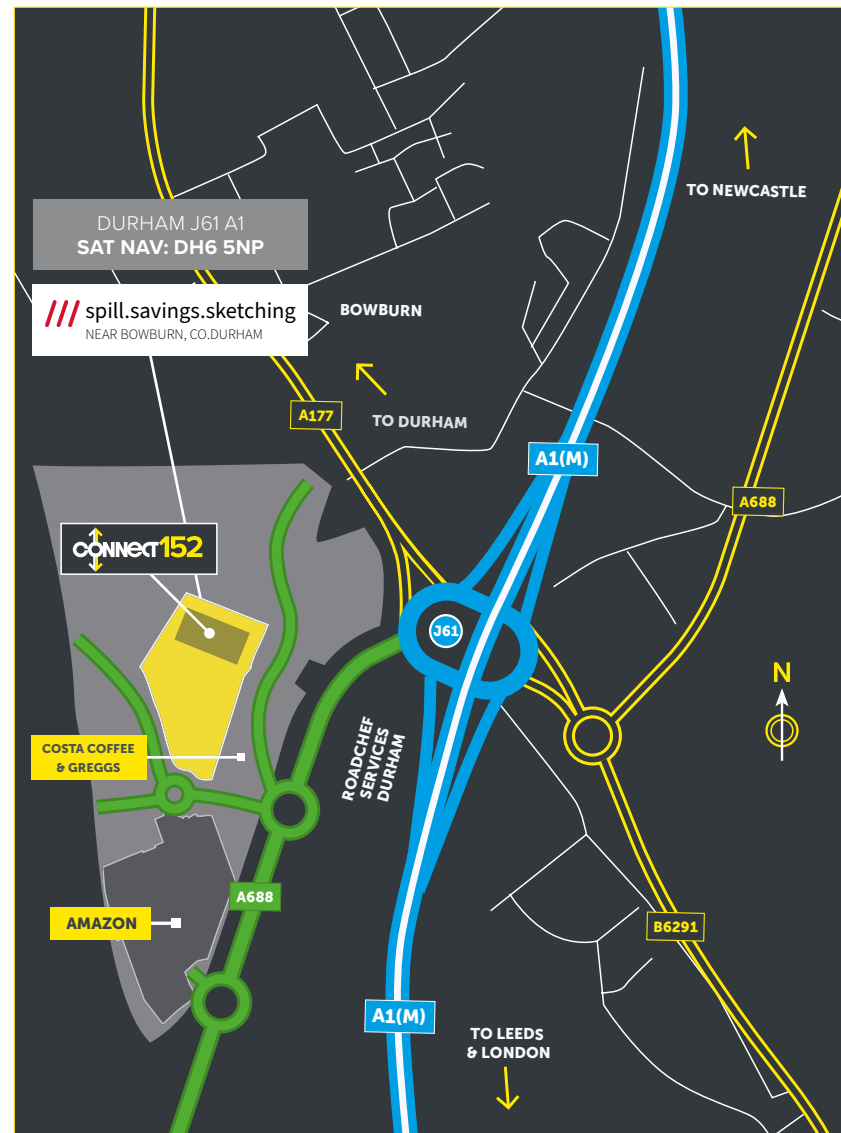 TO NEWCASTLE
DURHAM J61 A1
SAT NAV: DH6 5NP
/// spill.savings.sketching
NEAR BOWBURN, CO.DURHAM
BOWBURN
A177
TO DURHAM
A1(M)
A688
CONNECT152
J61
N
COSTA COFFEE
& GREGGS
ROADCHEF
SERVICES
DURHAM
A688
AMAZON
B6291
A1(M)
TO LEEDS
& LONDON